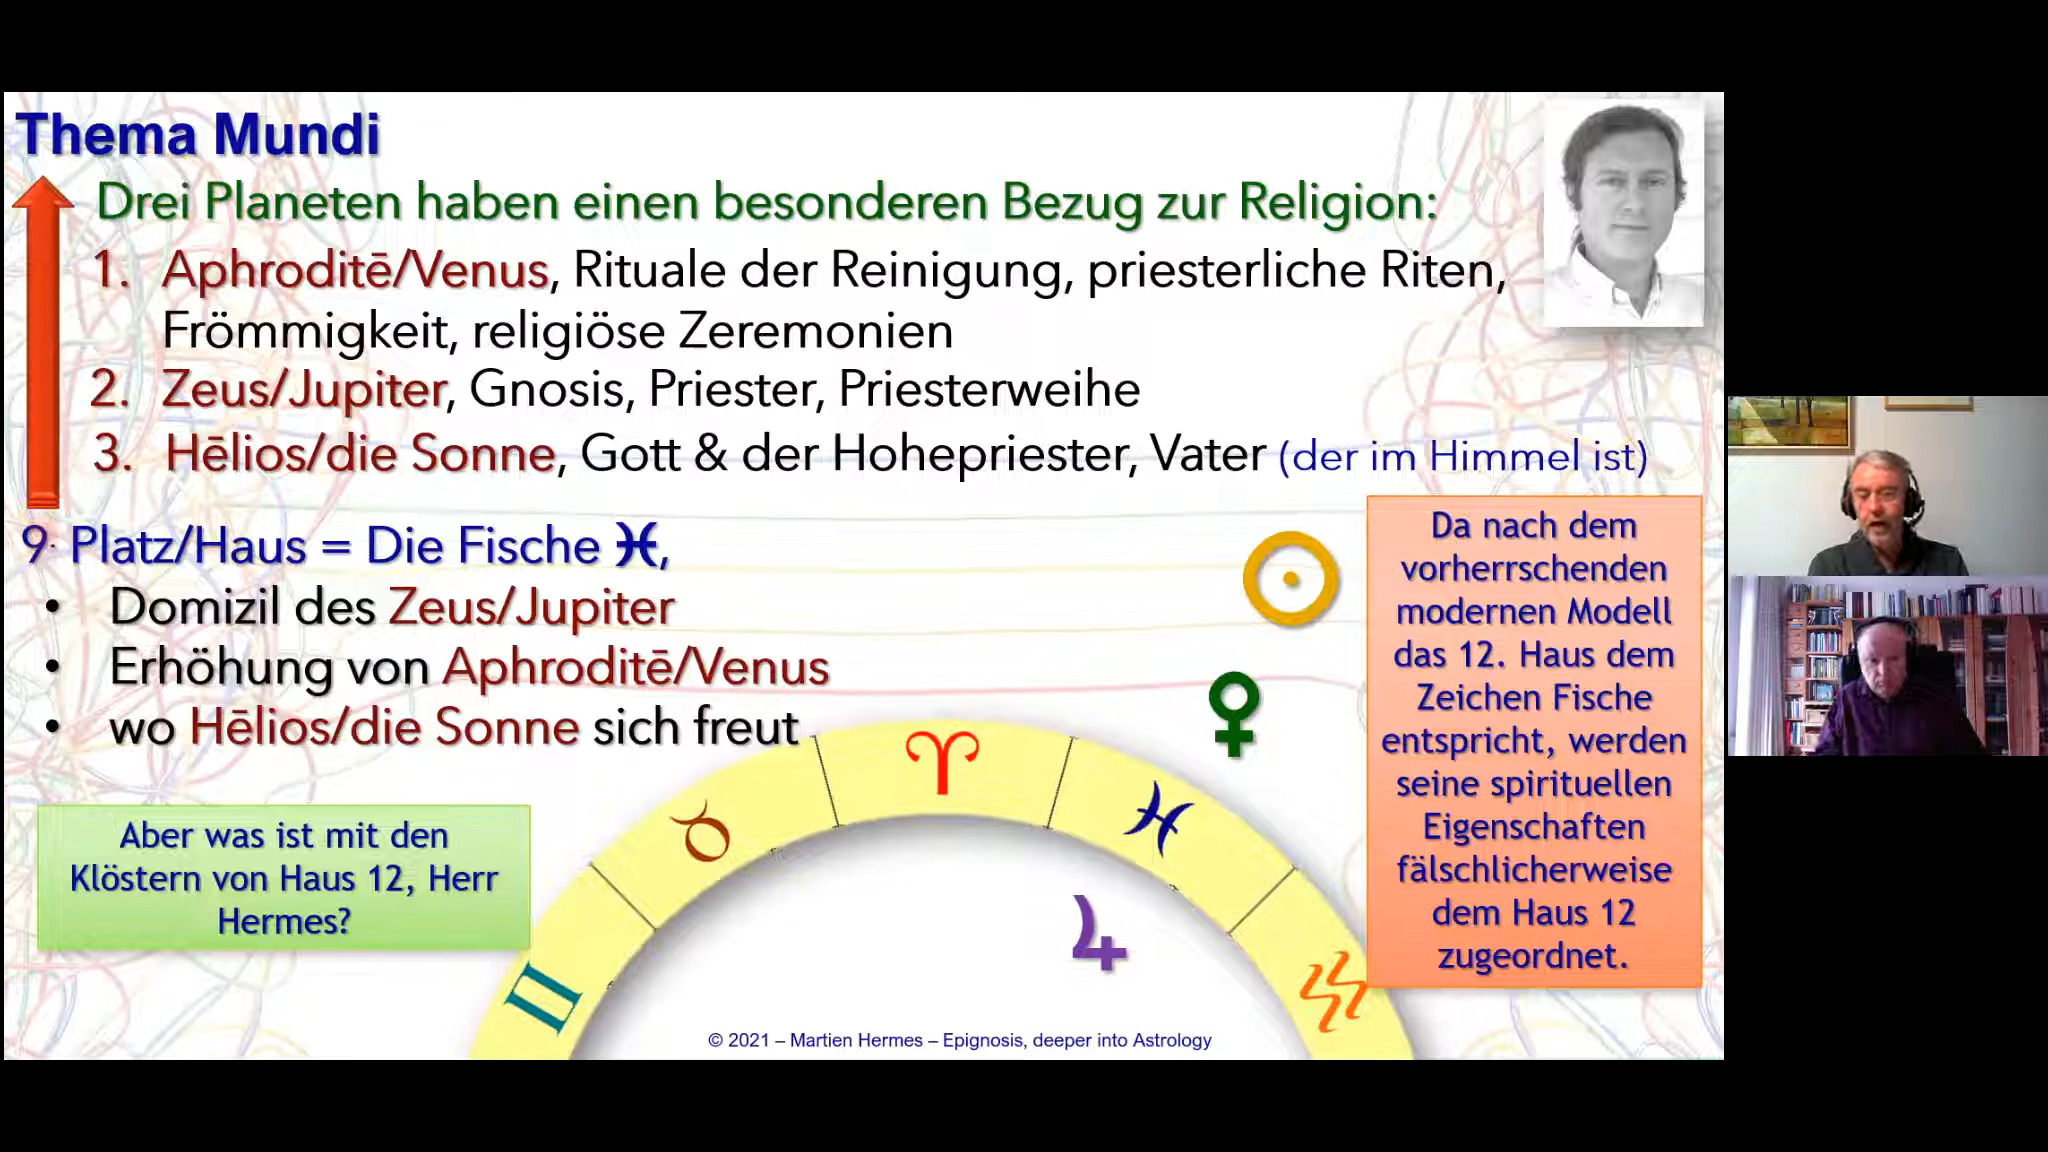 Thema Mundi
Drei Planeten haben einen besonderen Bezug zur Religion:
1. Aphroditē/Venus, Rituale der Reinigung, priesterliche Riten,
Frömmigkeit, religiöse Zeremonien
2. Zeus/Jupiter, Gnosis, Priester, Priesterweihe
3. Hēlios/die Sonne, Gott & der Hohepriester, Vater (der im Himmel ist)
9. Platz/Haus = Die Fische ♓,
• Domizil des Zeus/Jupiter
• Erhöhung von Aphroditē/Venus
• wo Hēlios/die Sonne sich freut
Aber was ist mit den
Klöstern von Haus 12, Herr
Hermes?
Da nach dem
vorherrschenden
modernen Modell
das 12. Haus dem
Zeichen Fische
entspricht, werden
seine spirituellen
Eigenschaften
fälschlicherweise
dem Haus 12
zugeordnet.
© 2021 – Martien Hermes – Epignosis, deeper into Astrology